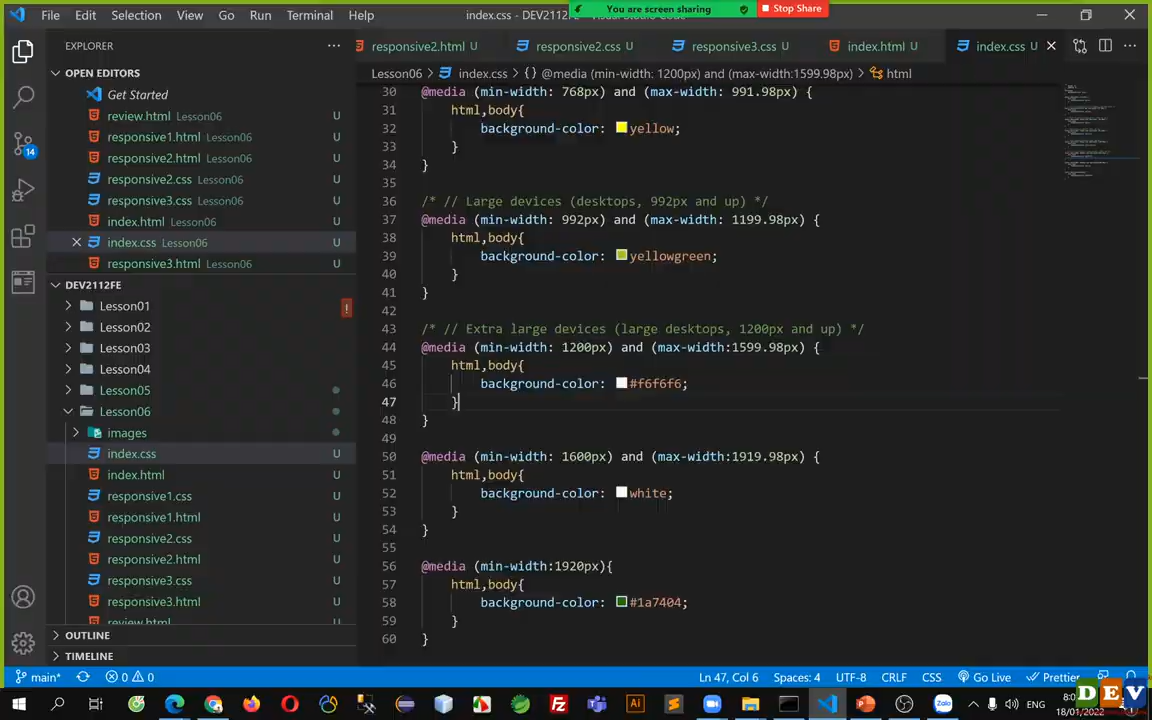 File Edit Selection View Go Run Terminal Help
index.css - DEV2112F
You are screen sharing
Stop Share
EXPLORER
responsive2.html U
responsive2.css U
responsive3.css U
index.html U
index.css U
OPEN EDITORS
Lesson06 > index.css > {} @media (min-width: 1200px) and (max-width:1599.98px) > html
Get Started
review.html Lesson06 U
responsive1.html Lesson06 U
responsive2.html Lesson06 U
responsive2.css Lesson06 U
responsive3.css Lesson06 U
index.html Lesson06 U
index.css Lesson06 U
responsive3.html Lesson06 U
14
DEV2112FE
Lesson01 !
Lesson02
Lesson03
Lesson04
Lesson05
Lesson06
images
index.css U
index.html U
responsive1.css U
responsive1.html U
responsive2.css U
responsive2.html U
responsive3.css U
responsive3.html U
review.html U
OUTLINE
TIMELINE
30 @media (min-width: 768px) and (max-width: 991.98px) {
31 html,body{
32 background-color: yellow;
33 }
34 }
35
36 /* // Large devices (desktops, 992px and up) */
37 @media (min-width: 992px) and (max-width: 1199.98px) {
38 html,body{
39 background-color: yellowgreen;
40 }
41 }
42
43 /* // Extra large devices (large desktops, 1200px and up) */
44 @media (min-width: 1200px) and (max-width:1599.98px) {
45 html,body{
46 background-color: #f6f6f6;
47 }
48 }
49
50 @media (min-width: 1600px) and (max-width:1919.98px) {
51 html,body{
52 background-color: white;
53 }
54 }
55
56 @media (min-width:1920px){
57 html,body{
58 background-color: #1a7404;
59 }
60 }
main* 0 0 Ln 47, Col 6 Spaces: 4 UTF-8 CRLF CSS Go Live Prettier
Ai Zalo ENG
18/01/2022
DEV